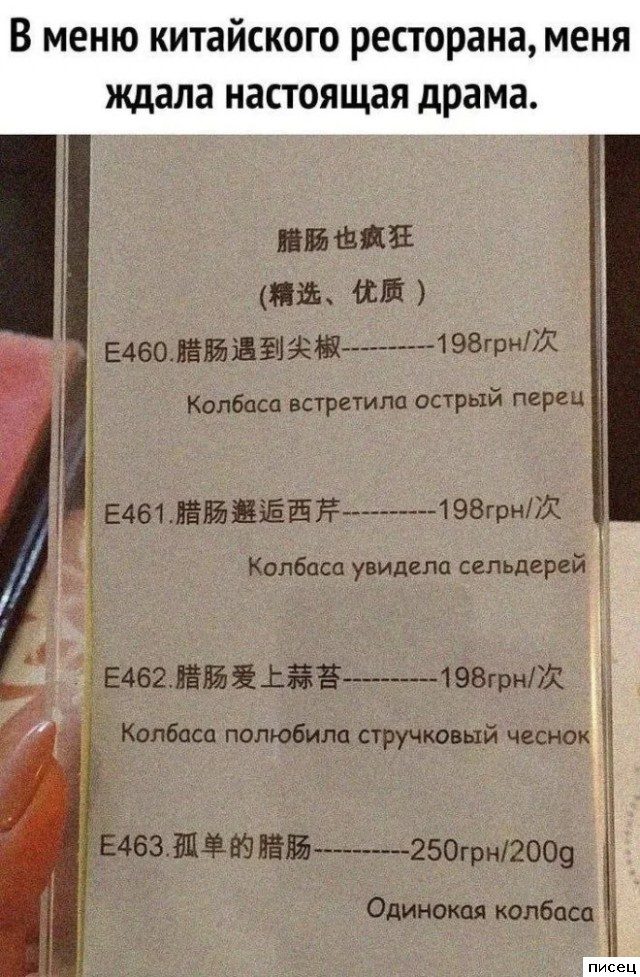 В меню китайского ресторана, меня
ждала настоящая драма.
腊肠也疯狂
(精选、优质)
E460.腊肠遇到尖椒----------198грн/次
Колбаса встретила острый перец
E461.腊肠邂逅西芹----------198грн/次
Колбаса увидела сельдерей
E462.腊肠爱上蒜苔----------198грн/次
Колбаса полюбила стручковый чеснок
E463.孤单的腊肠----------250грн/200g
Одинокая колбаса
писец